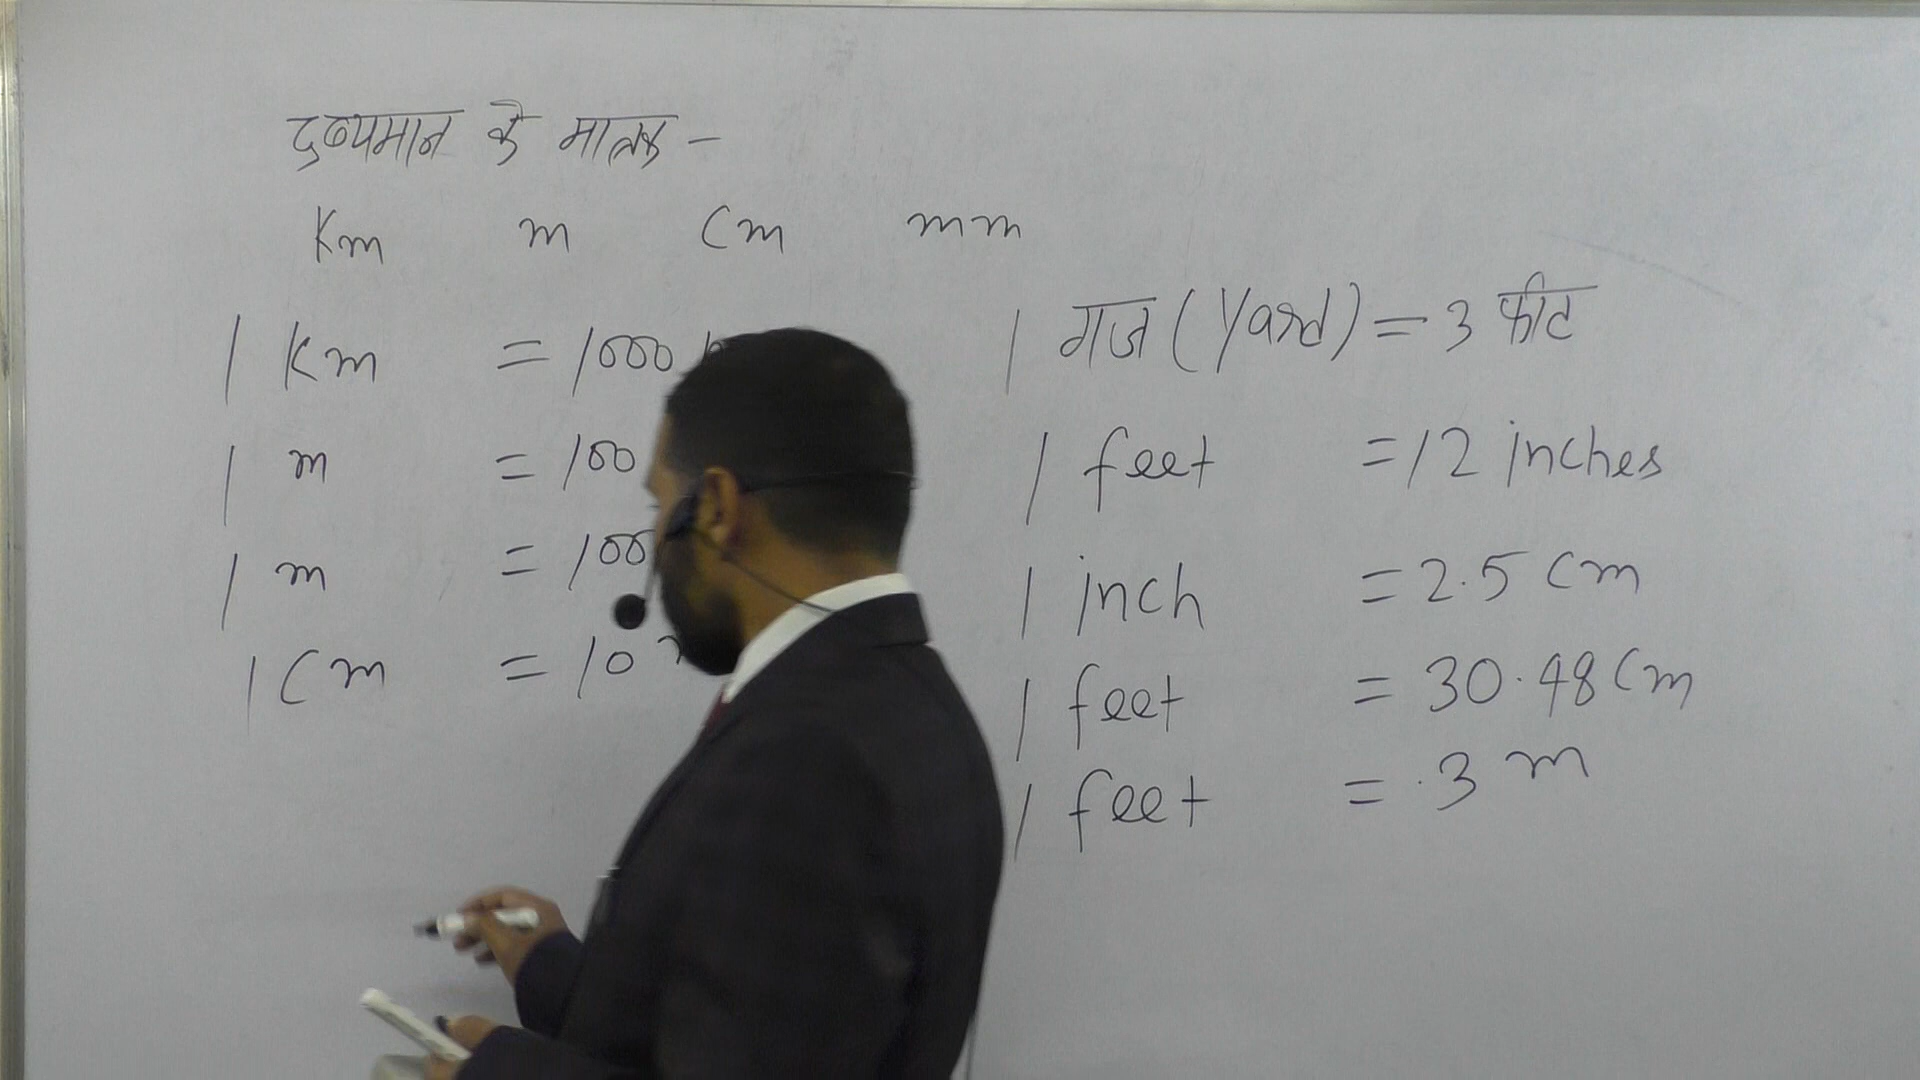 द्रव्यमान के मात्रक -
Km m Cm mm
1 Km = 1000
1 m = 100
1 m = 100
1 Cm = 10
1 गज (Yard) = 3 फीट
1 feet = 12 inches
1 inch = 2.5 Cm
1 feet = 30.48 Cm
1 feet = .3 m